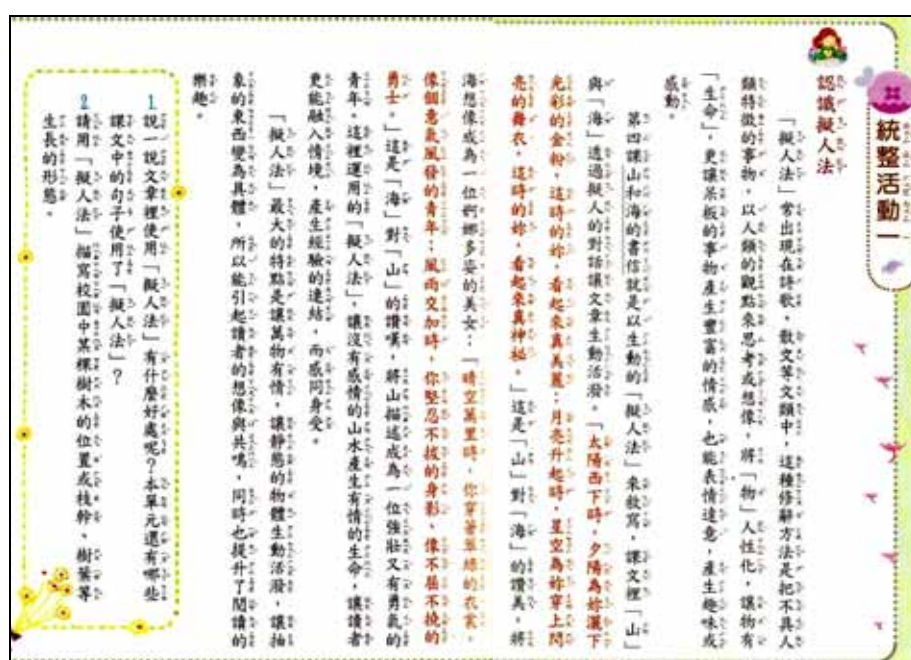 統整活動一
認識擬人法
「擬人法」常出現在詩歌、散文等文類中，這種修辭方法是把不具人
類特徵的事物，以人類的觀點來思考或想像，將「物」人性化，讓物有
「生命」，更讓呆板的事物產生豐富的情感，也能表情達意，產生趣味或
感動。
第四課山和海的書信就是以生動的「擬人法」來敘寫，課文裡「山」
與「海」透過擬人的對話讓文章生動活潑。「太陽西下時，夕陽為妳灑下
光彩的金粉，這時的妳，看起來真美麗；月亮升起時，星空為妳穿上閃
亮的舞衣，這時的妳，看起來真神祕。」這是「山」對「海」的讚美，將
海想像成為一位婀娜多姿的美女；「晴空萬里時，你穿著翠綠的衣裳，
像個意氣風發的青年；風雨交加時，你堅忍不拔的身影，像不屈不撓的
勇士。」這是「海」對「山」的讚嘆，將山描述成為一位強壯又有勇氣的
青年。這裡運用的「擬人法」，讓沒有感情的山水產生有情的生命，讓讀者
更能融入情境，產生經驗的連結，而感同身受。
「擬人法」最大的特點是讓萬物有情，讓靜態的物體生動活潑，讓抽
象的東西變為具體，所以能引起讀者的想像與共鳴，同時也提升了閱讀的
樂趣。
1 說一說文章裡使用「擬人法」有什麼好處呢？本單元還有哪些
課文中的句子使用了「擬人法」？
2 請用「擬人法」描寫校園中某棵樹木的位置或枝幹、樹葉等
生長的形態。